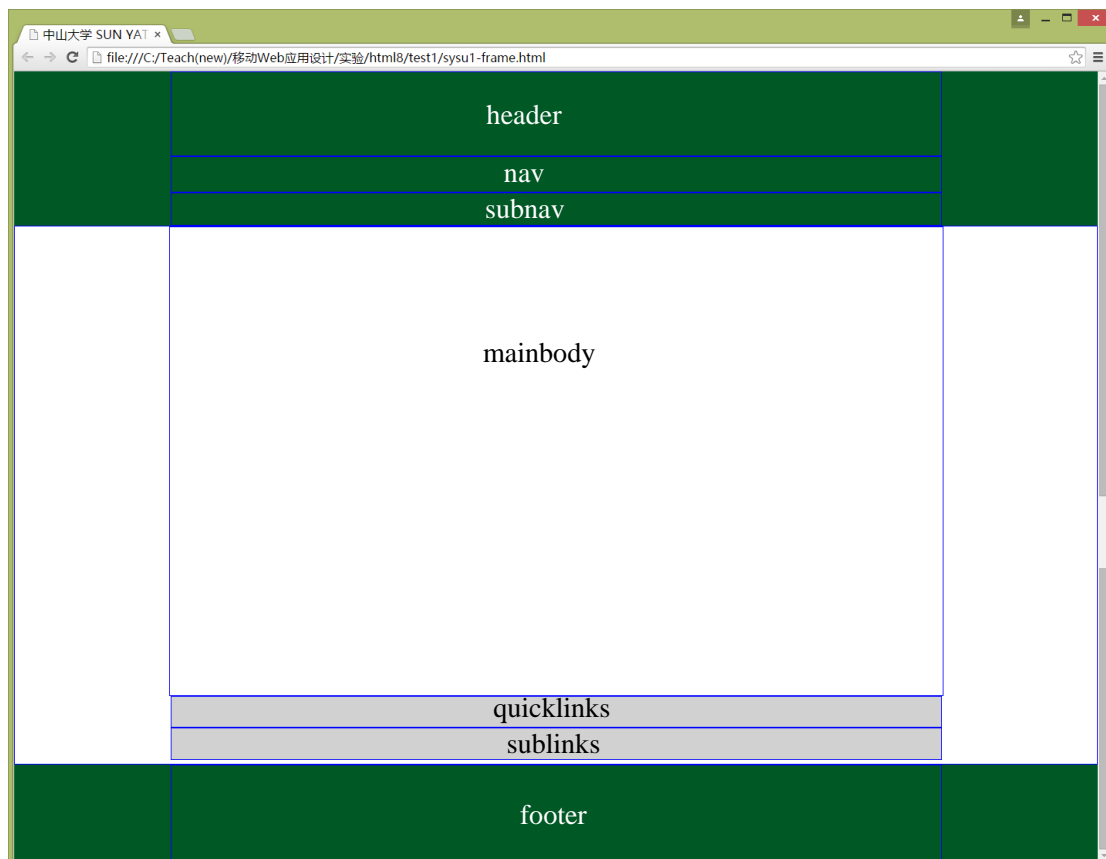 中山大学 SUN YAT
file:///C:/Teach(new)/移动Web应用设计/实验/html8/test1/sysu1-frame.html
header
nav
subnav
mainbody
quicklinks
sublinks
footer